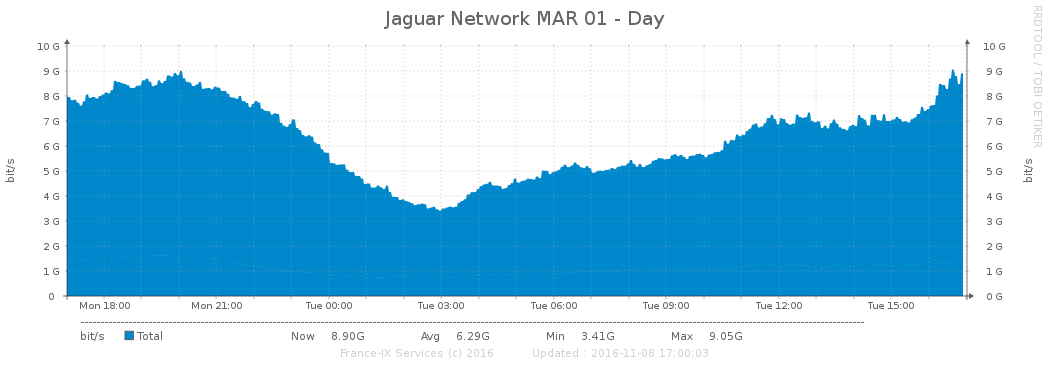 Jaguar Network MAR 01 - Day
RRDTOOL / TOBI OETIKER
10 G
9 G
8 G
7 G
6 G
5 G
4 G
3 G
2 G
1 G
0
bit/s
10 G
9 G
8 G
7 G
6 G
5 G
4 G
3 G
2 G
1 G
0 G
bit/s
Mon 18:00 Mon 21:00 Tue 00:00 Tue 03:00 Tue 06:00 Tue 09:00 Tue 12:00 Tue 15:00
bit/s Total Now 8.90G Avg 6.29G Min 3.41G Max 9.05G
France-IX Services (c) 2016 Updated : 2016-11-08 17:00:03